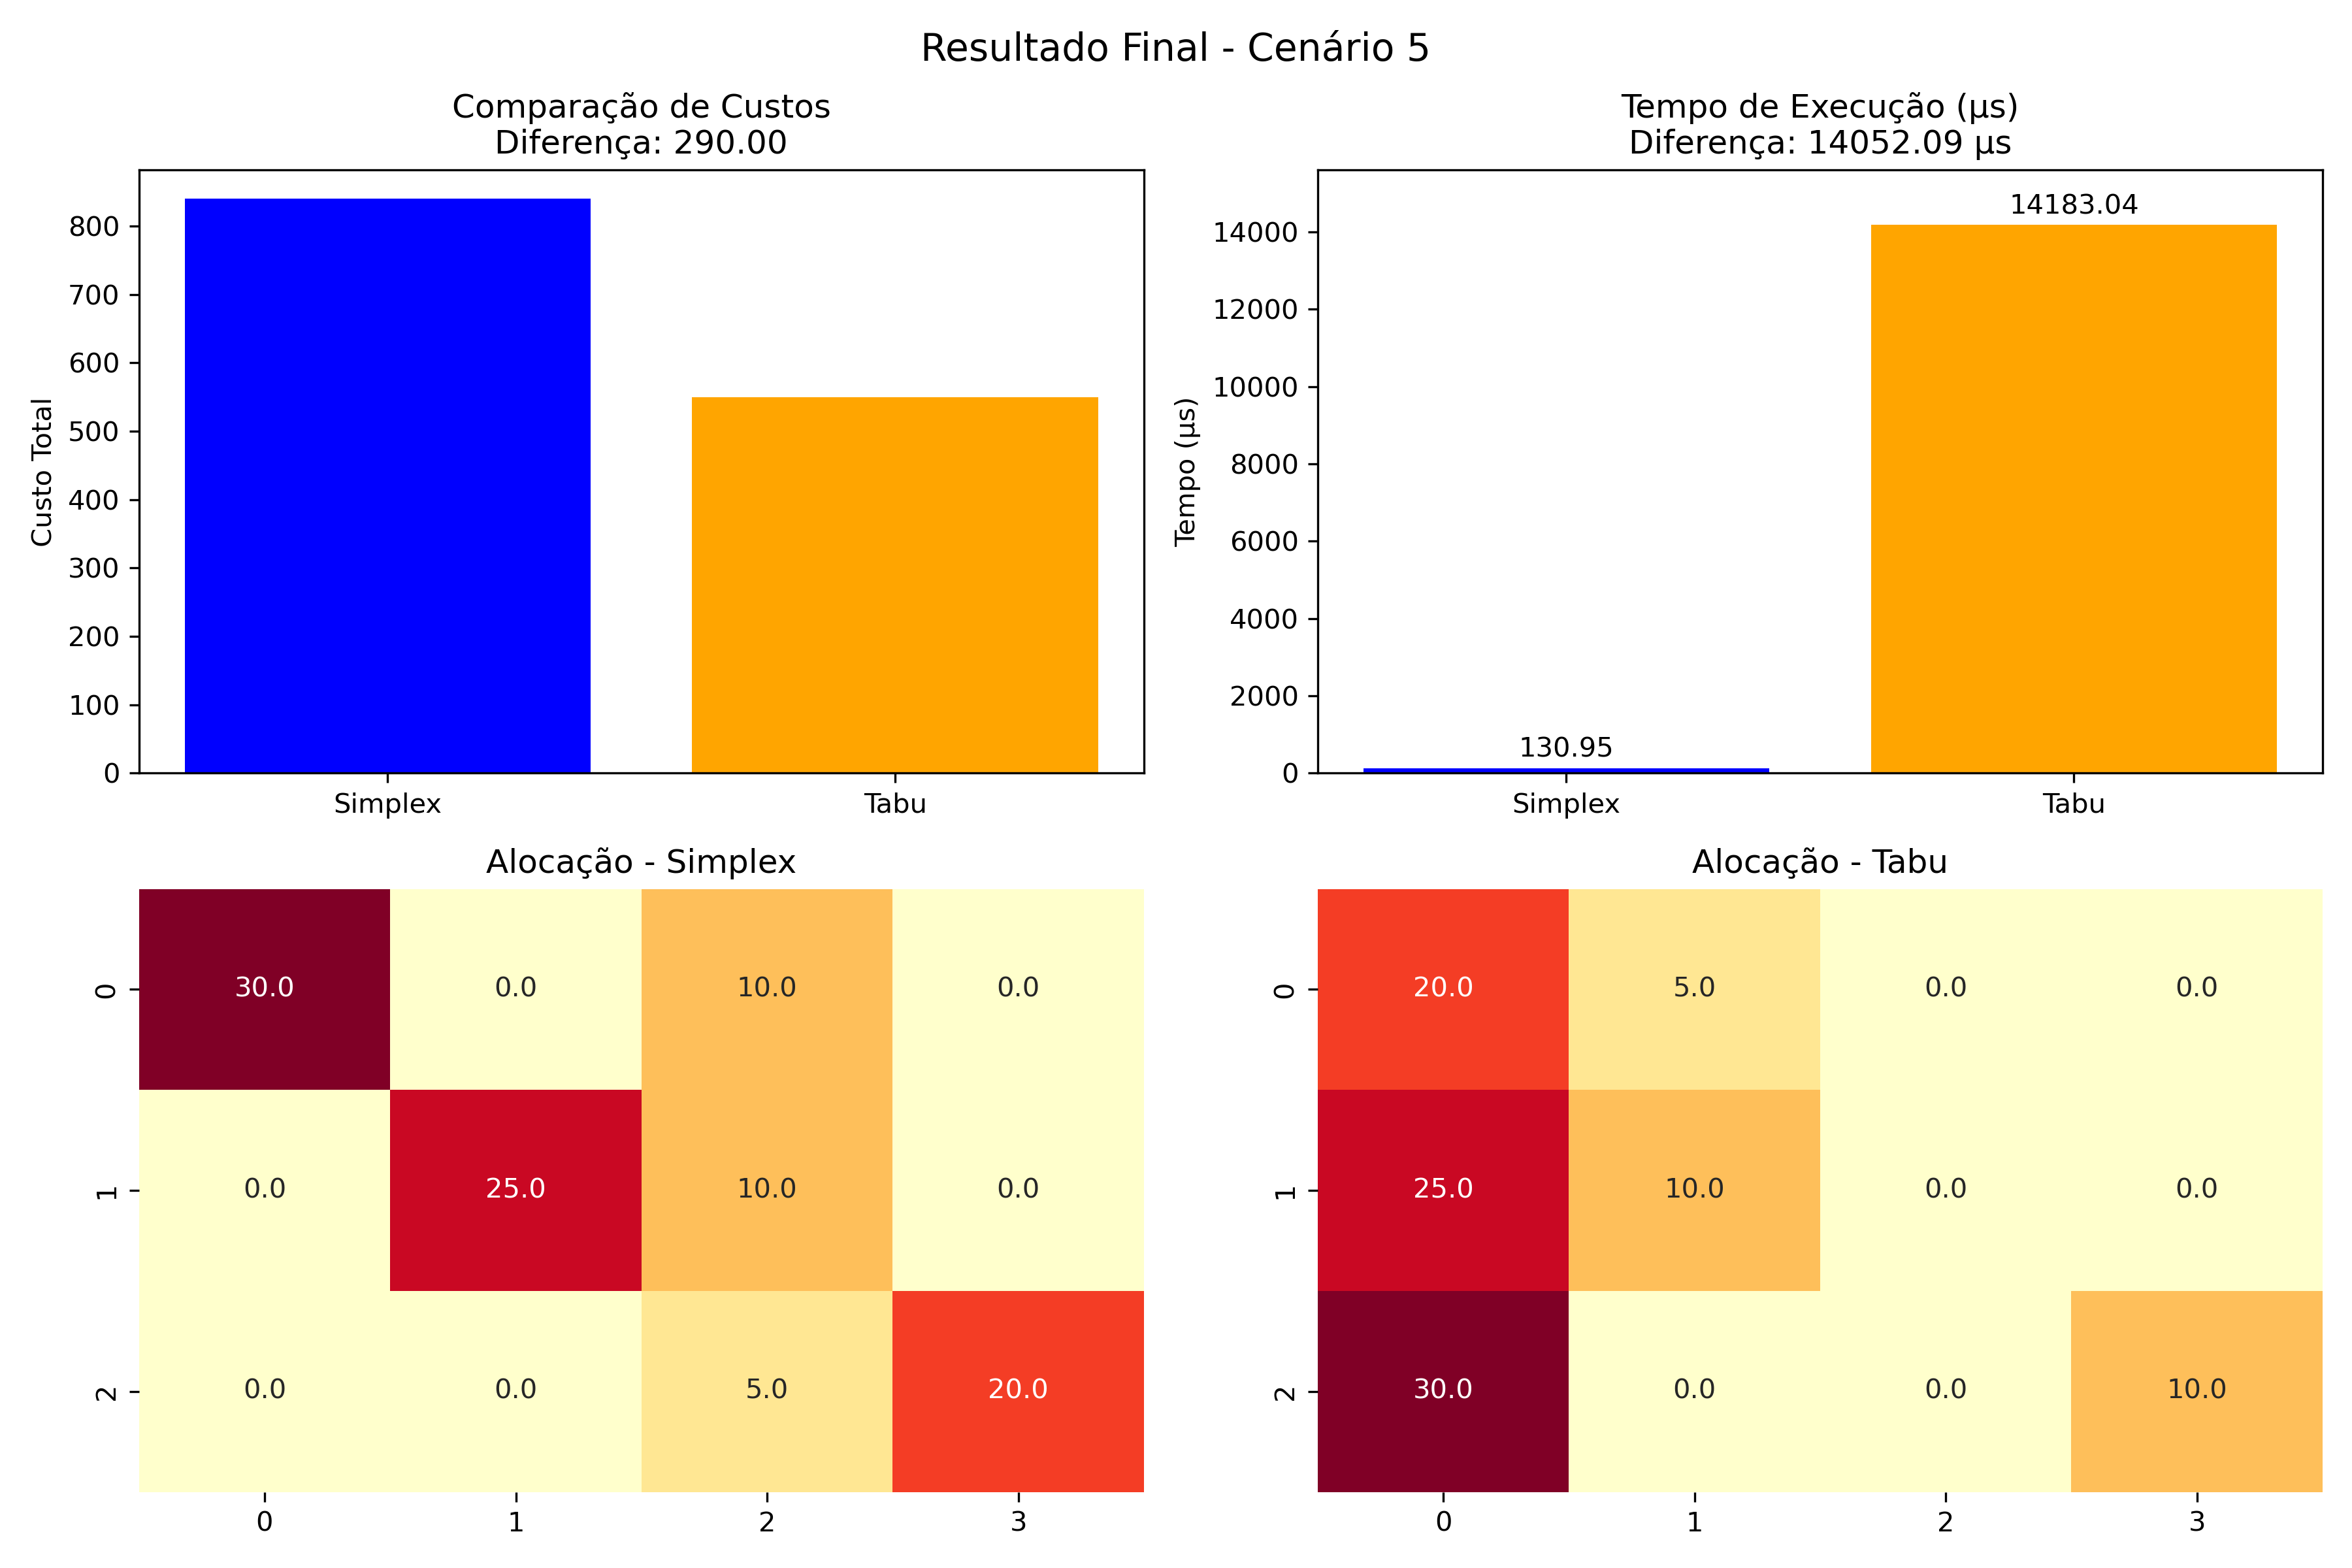 Resultado Final - Cenário 5
Comparação de Custos
Diferença: 290.00
Custo Total
800
700
600
500
400
300
200
100
0
Simplex Tabu
Tempo de Execução (µs)
Diferença: 14052.09 µs
Tempo (µs)
14000
12000
10000
8000
6000
4000
2000
0
14183.04
130.95
Simplex Tabu
Alocação - Simplex
0 30.0 0.0 10.0 0.0
1 0.0 25.0 10.0 0.0
2 0.0 0.0 5.0 20.0
0 1 2 3
Alocação - Tabu
0 20.0 5.0 0.0 0.0
1 25.0 10.0 0.0 0.0
2 30.0 0.0 0.0 10.0
0 1 2 3